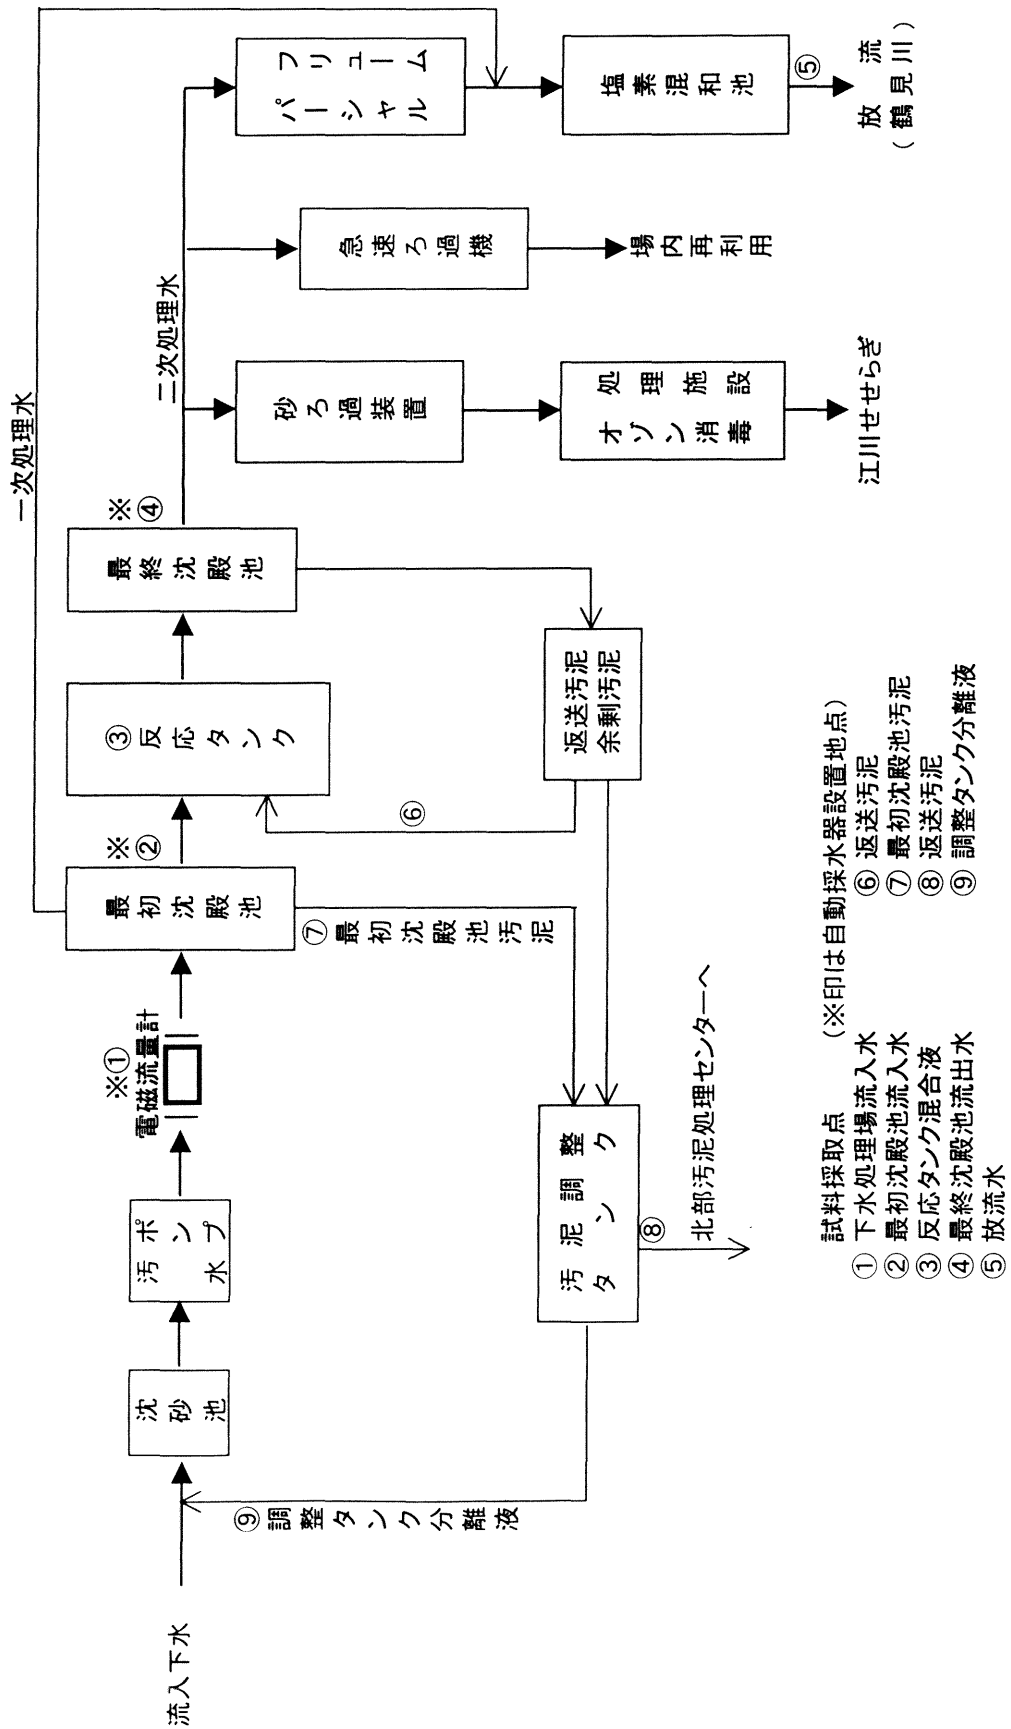 流入下水
沈砂池
汚水
ポンプ
※①
電磁流量計
最初沈殿池
※②
③反応タンク
最終沈殿池
※④
一次処理水
二次処理水
パーシャル
フリューム
塩素混和池
⑤
放流
(鶴見川)
急速ろ過機
場内再利用
砂ろ過装置
オゾン消毒
処理施設
江川せせらぎ
返送汚泥
余剰汚泥
⑥
⑦最初沈殿池汚泥
汚泥調整
タンク
⑧
北部汚泥処理センターへ
⑨調整タンク分離液
試料採取点 (※印は自動採水器設置地点)
①下水処理場流入水 ⑥返送汚泥
②最初沈殿池流入水 ⑦最初沈殿池汚泥
③反応タンク混合液 ⑧返送汚泥
④最終沈殿池流出水 ⑨調整タンク分離液
⑤放流水